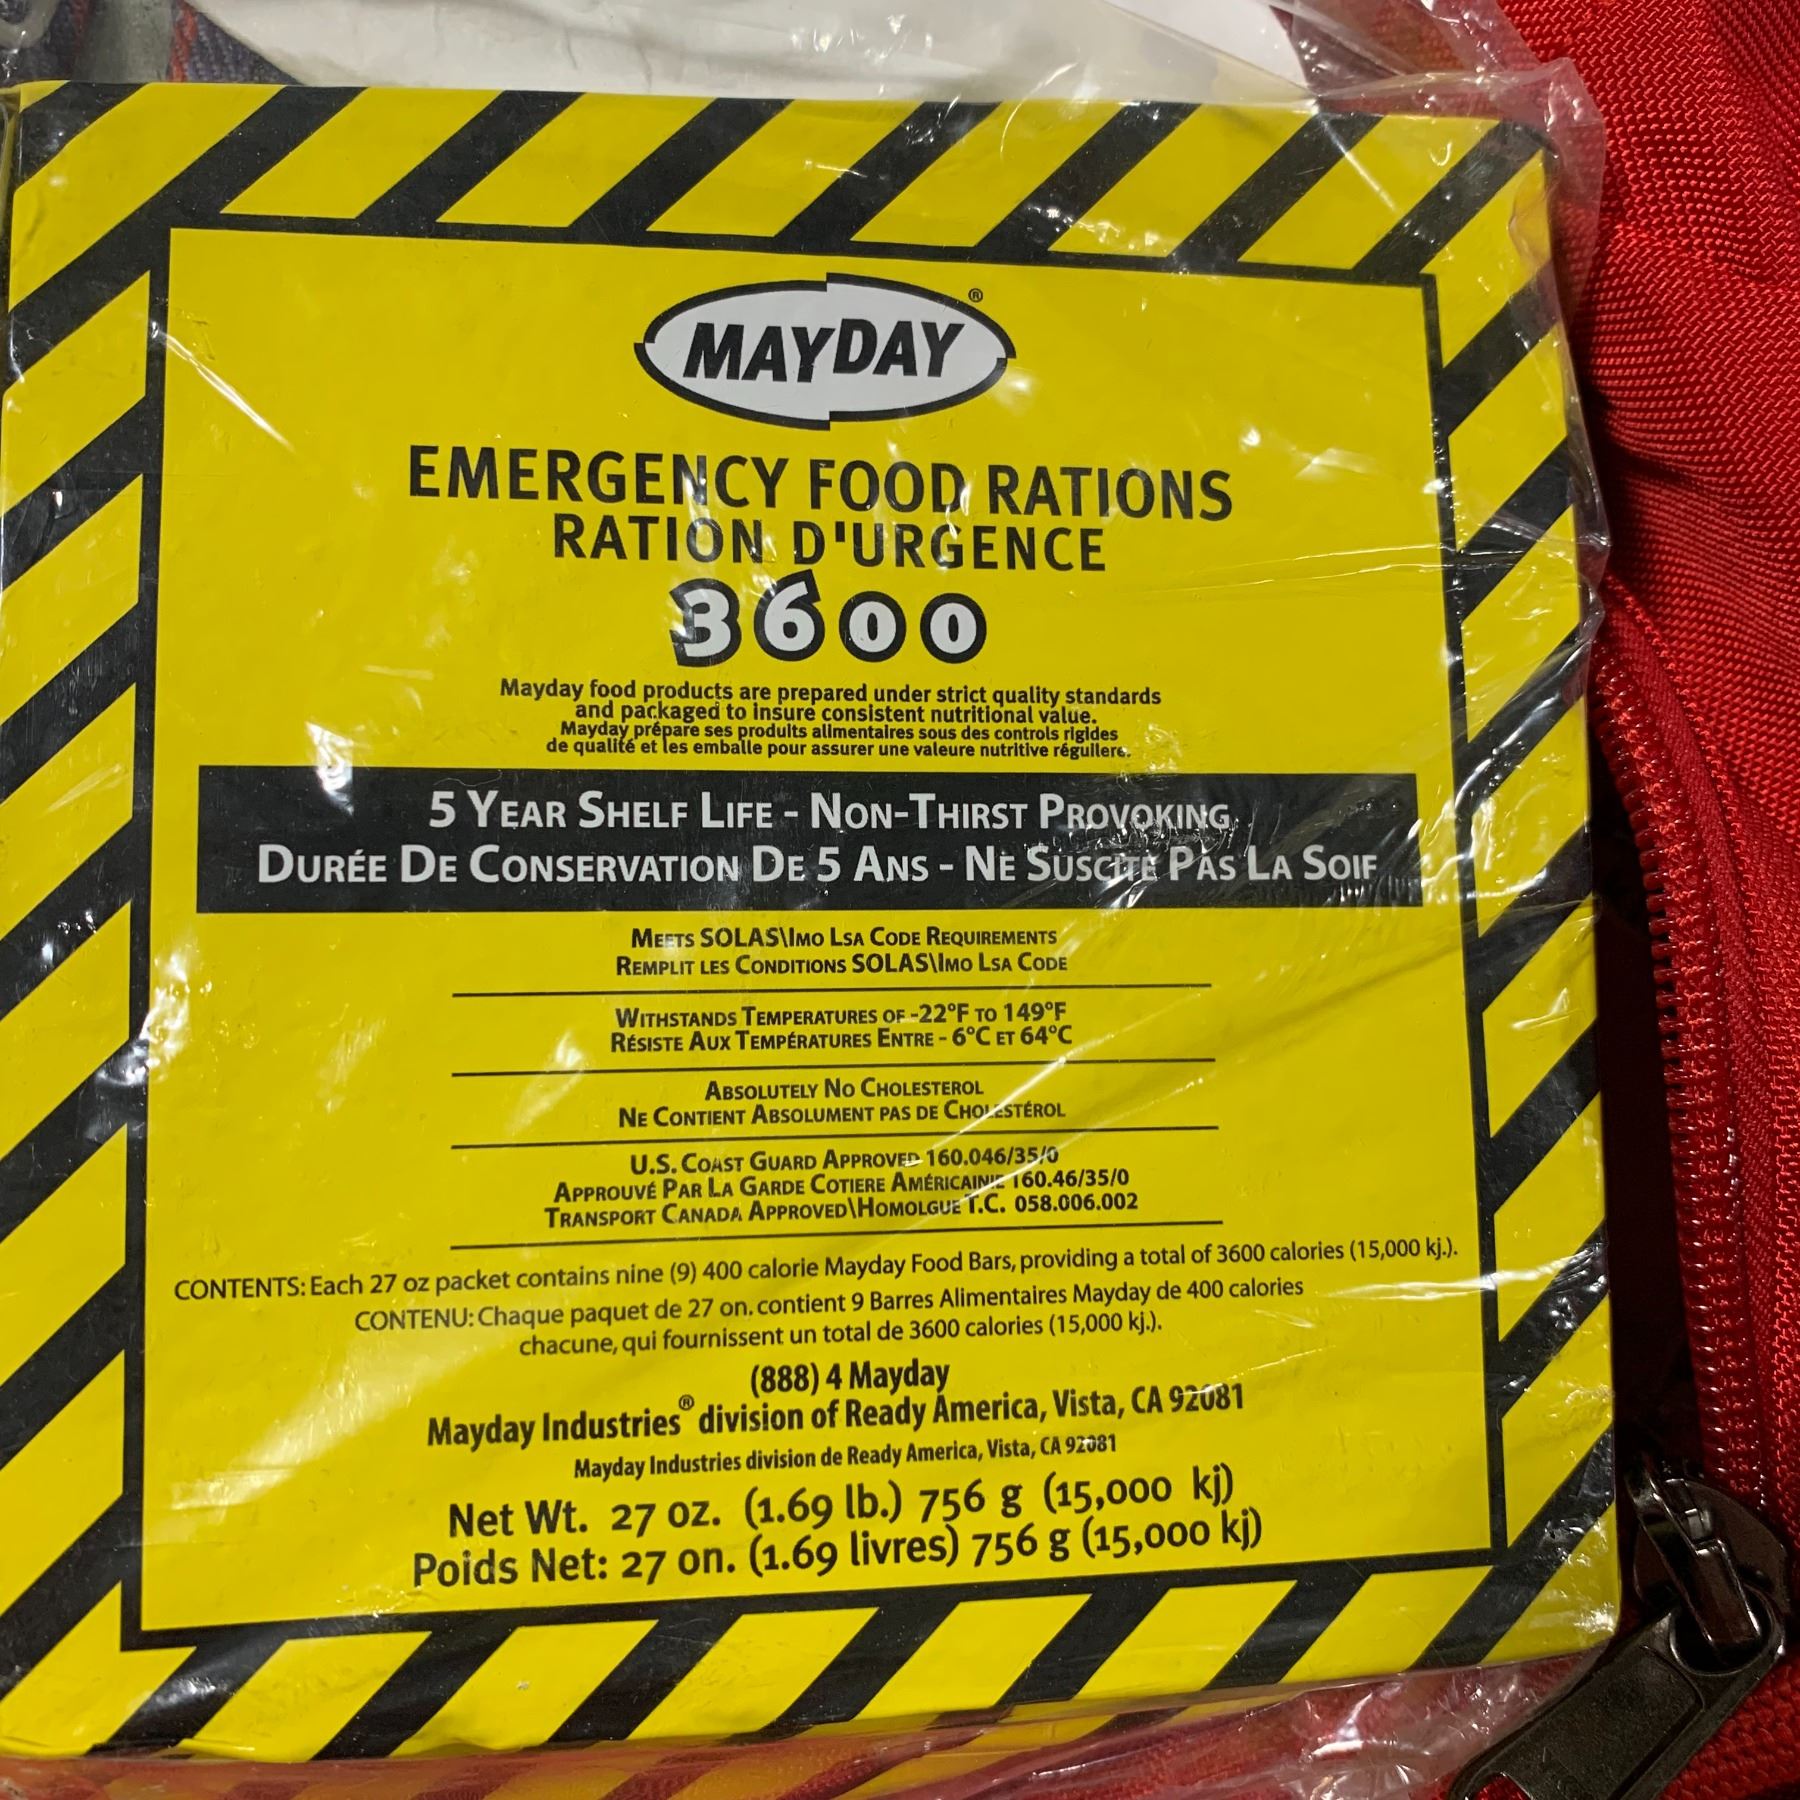 MAYDAY®
EMERGENCY FOOD RATIONS
RATION D'URGENCE
3600
Mayday food products are prepared under strict quality standards
and packaged to insure consistent nutritional value.
Mayday prépare ses produits alimentaires sous des controls rigides
de qualité et les emballe pour assurer une valeure nutritive réguliere.
5 YEAR SHELF LIFE - NON-THIRST PROVOKING
DURÉE DE CONSERVATION DE 5 ANS - NE SUSCITE PAS LA SOIF
MEETS SOLAS\IMO LSA CODE REQUIREMENTS
REMPLIT LES CONDITIONS SOLAS\IMO LSA CODE
WITHSTANDS TEMPERATURES OF -22°F TO 149°F
RÉSISTE AUX TEMPÉRATURES ENTRE - 6°C ET 64°C
ABSOLUTELY NO CHOLESTEROL
NE CONTIENT ABSOLUMENT PAS DE CHOLESTÉROL
U.S. COAST GUARD APPROVED 160.046/35/0
APPROUVÉ PAR LA GARDE COTIERE AMÉRICAINE 160.46/35/0
TRANSPORT CANADA APPROVED\HOMOLGUE T.C. 058.006.002
CONTENTS: Each 27 oz packet contains nine (9) 400 calorie Mayday Food Bars, providing a total of 3600 calories (15,000 kj.).
CONTENU: Chaque paquet de 27 on. contient 9 Barres Alimentaires Mayday de 400 calories
chacune, qui fournissent un total de 3600 calories (15,000 kj.).
(888) 4 Mayday
Mayday Industries® division of Ready America, Vista, CA 92081
Mayday Industries division de Ready America, Vista, CA 92081
Net Wt. 27 oz. (1.69 lb.) 756 g (15,000 kj)
Poids Net: 27 on. (1.69 livres) 756 g (15,000 kj)